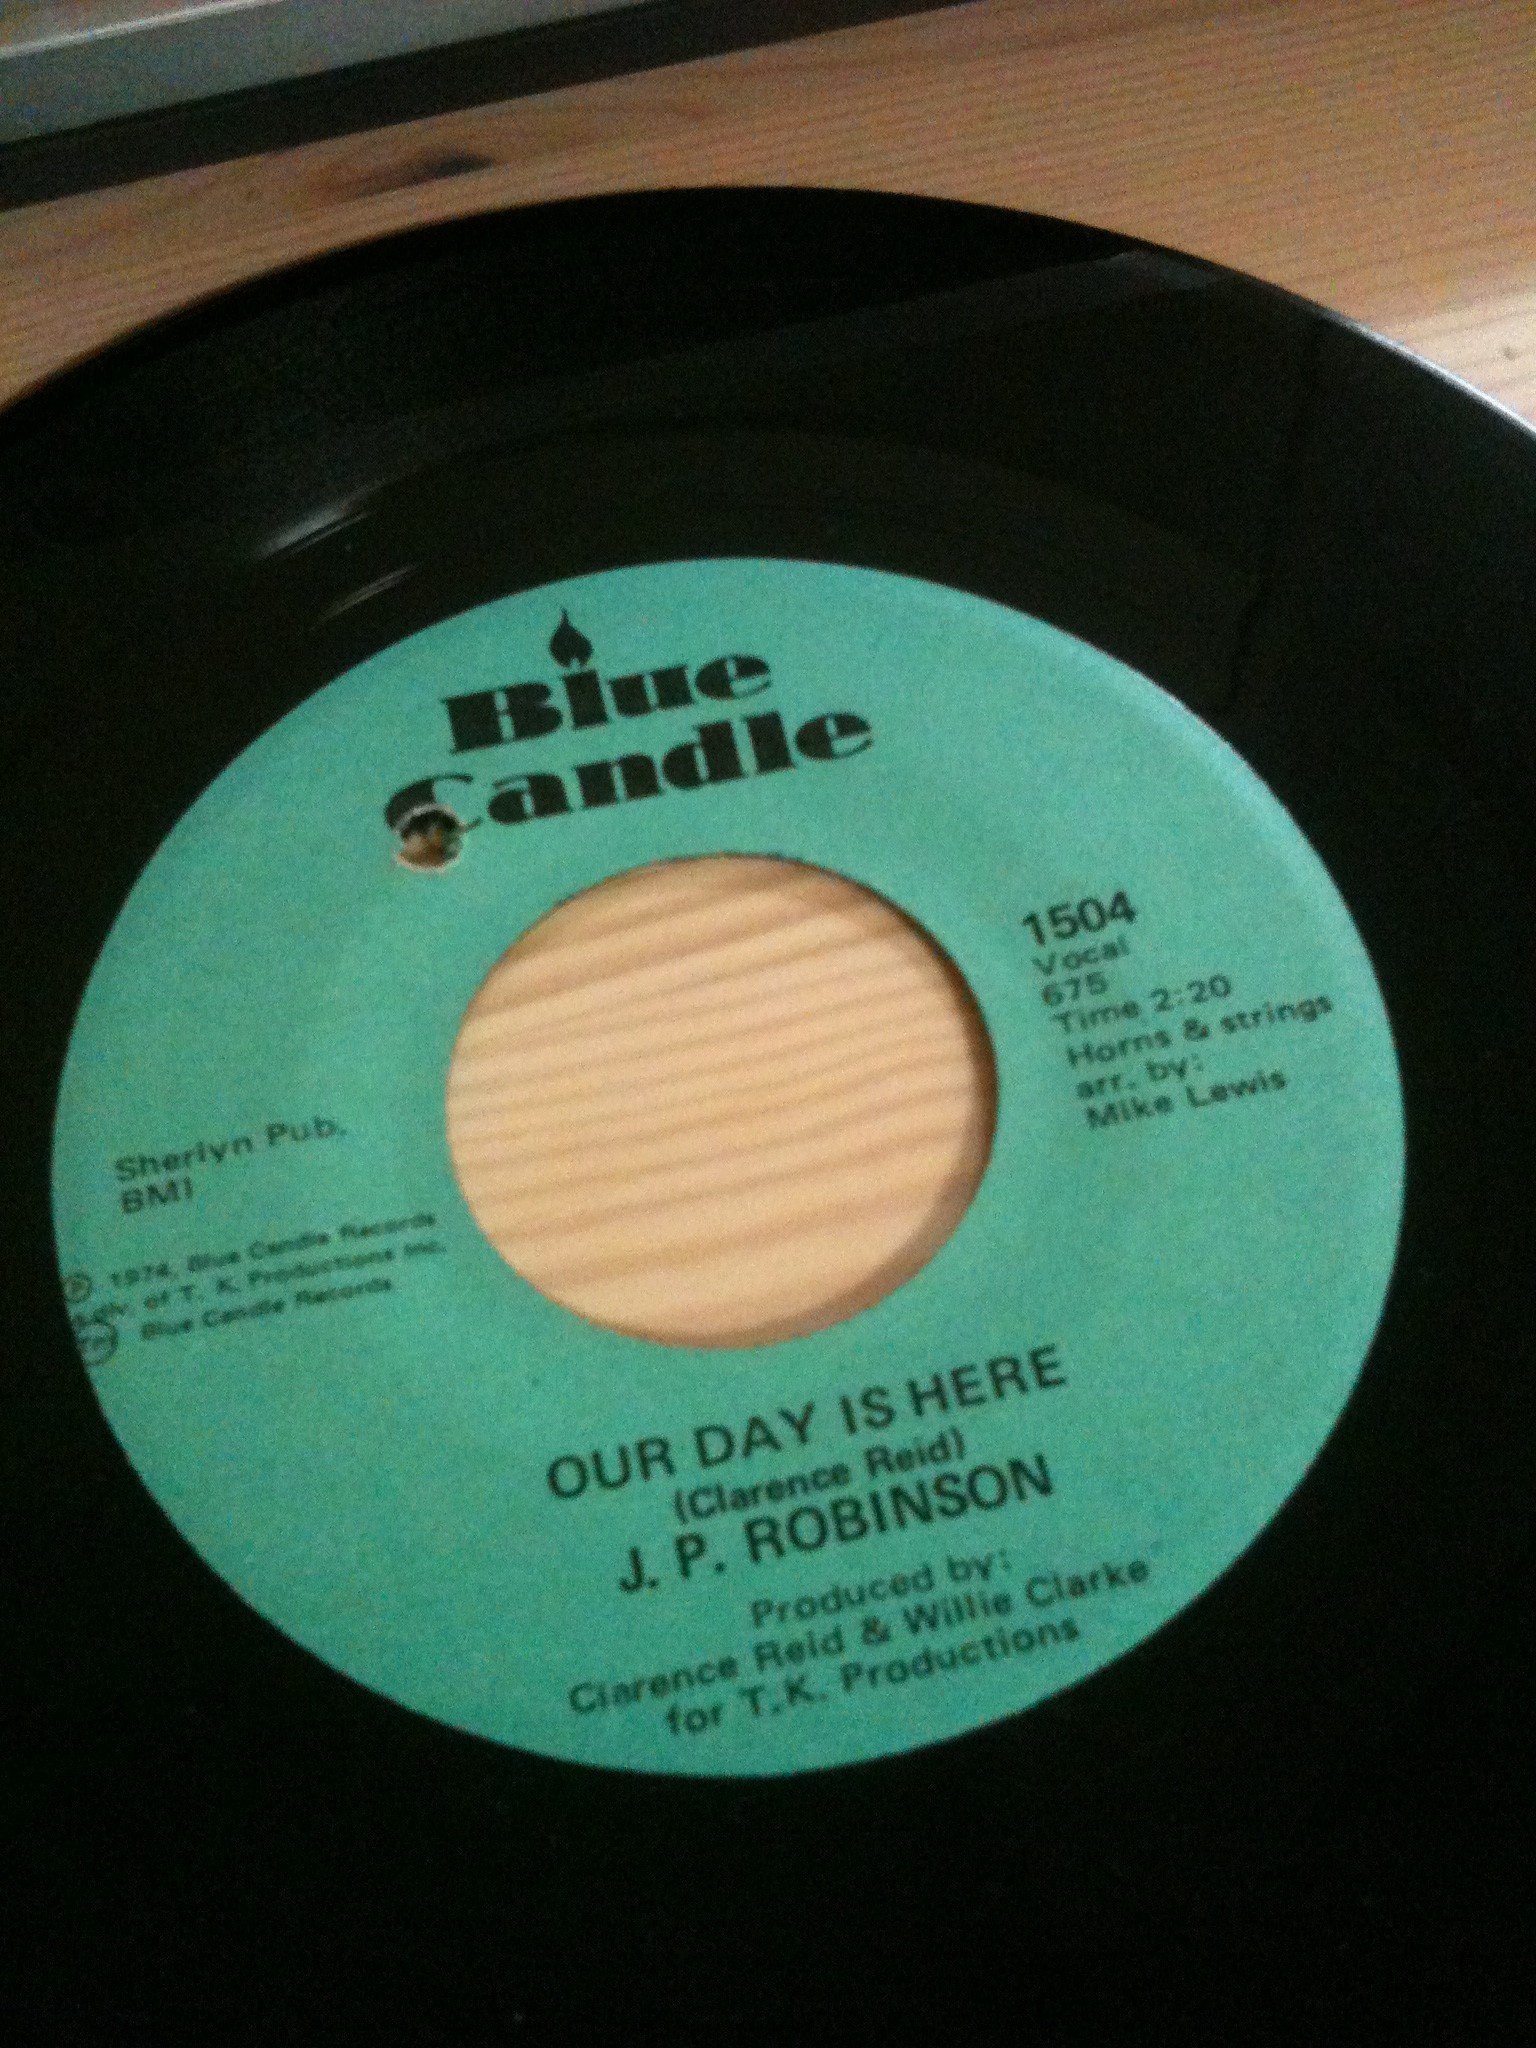 Blue
Candle
1504
Vocal
675
Time 2:20
Horns & strings
arr. by:
Mike Lewis
Sherlyn Pub.
BMI
℗ 1974, Blue Candle Records
div. of T. K. Productions Inc.
Blue Candle Records
OUR DAY IS HERE
(Clarence Reid)
J. P. ROBINSON
Produced by:
Clarence Reid & Willie Clarke
for T.K. Productions